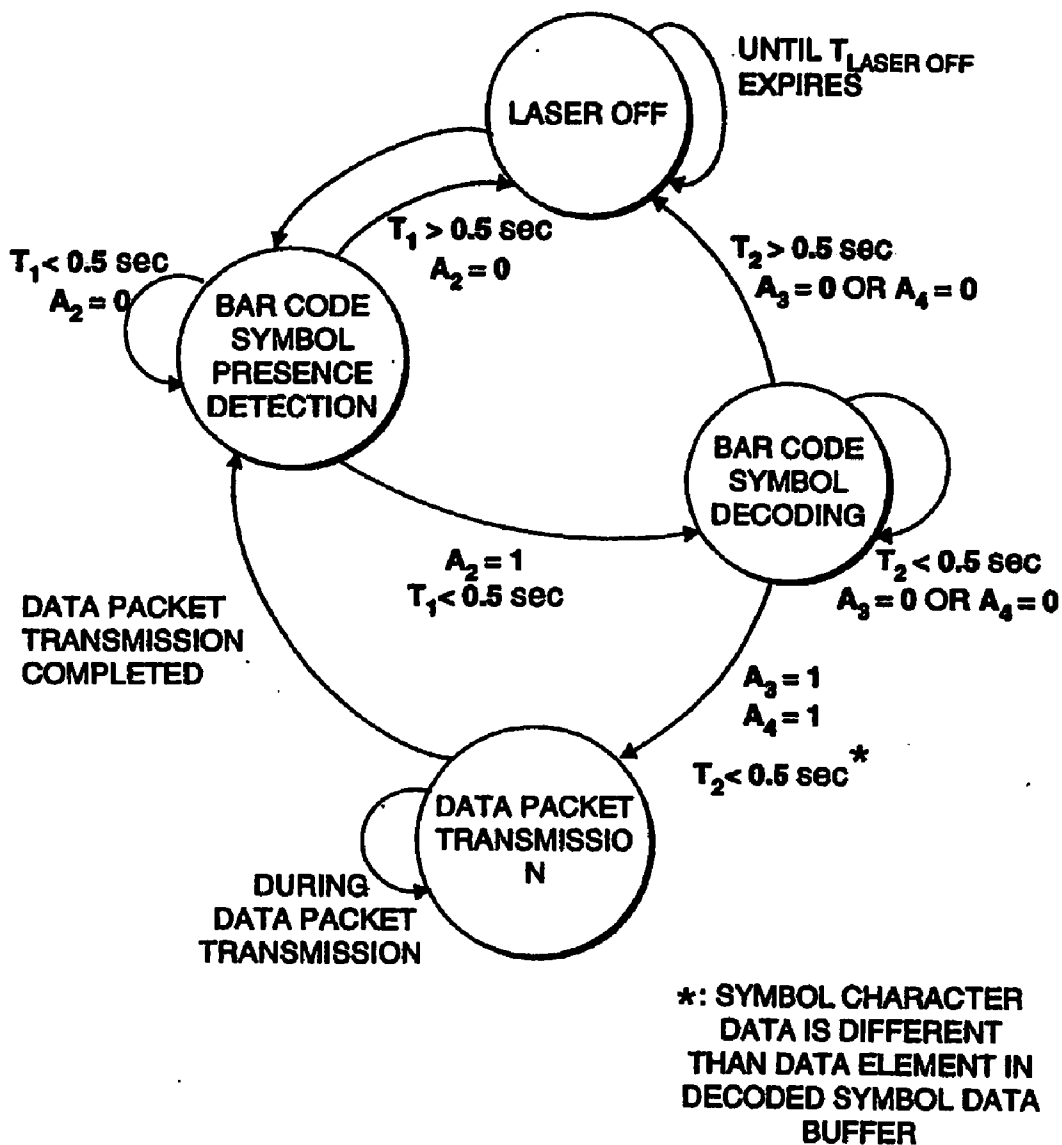 UNTIL T_LASER OFF
EXPIRES
LASER OFF
T₁ > 0.5 sec
A₂ = 0
T₁ < 0.5 sec
A₂ = 0
T₂ > 0.5 sec
A₃ = 0 OR A₄ = 0
BAR CODE
SYMBOL
PRESENCE
DETECTION
BAR CODE
SYMBOL
DECODING
A₂ = 1
T₁ < 0.5 sec
T₂ < 0.5 sec
A₃ = 0 OR A₄ = 0
DATA PACKET
TRANSMISSION
COMPLETED
A₃ = 1
A₄ = 1
T₂ < 0.5 sec*
DATA PACKET
TRANSMISSIO
N
DURING
DATA PACKET
TRANSMISSION
*: SYMBOL CHARACTER
DATA IS DIFFERENT
THAN DATA ELEMENT IN
DECODED SYMBOL DATA
BUFFER